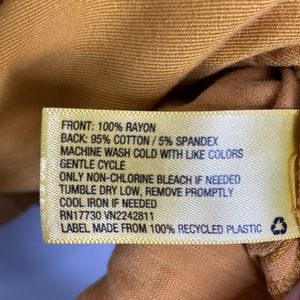 FRONT: 100% RAYON
BACK: 95% COTTON / 5% SPANDEX
MACHINE WASH COLD WITH LIKE COLORS
GENTLE CYCLE
ONLY NON-CHLORINE BLEACH IF NEEDED
TUMBLE DRY LOW, REMOVE PROMPTLY
COOL IRON IF NEEDED
RN17730 VN2242811
LABEL MADE FROM 100% RECYCLED PLASTIC